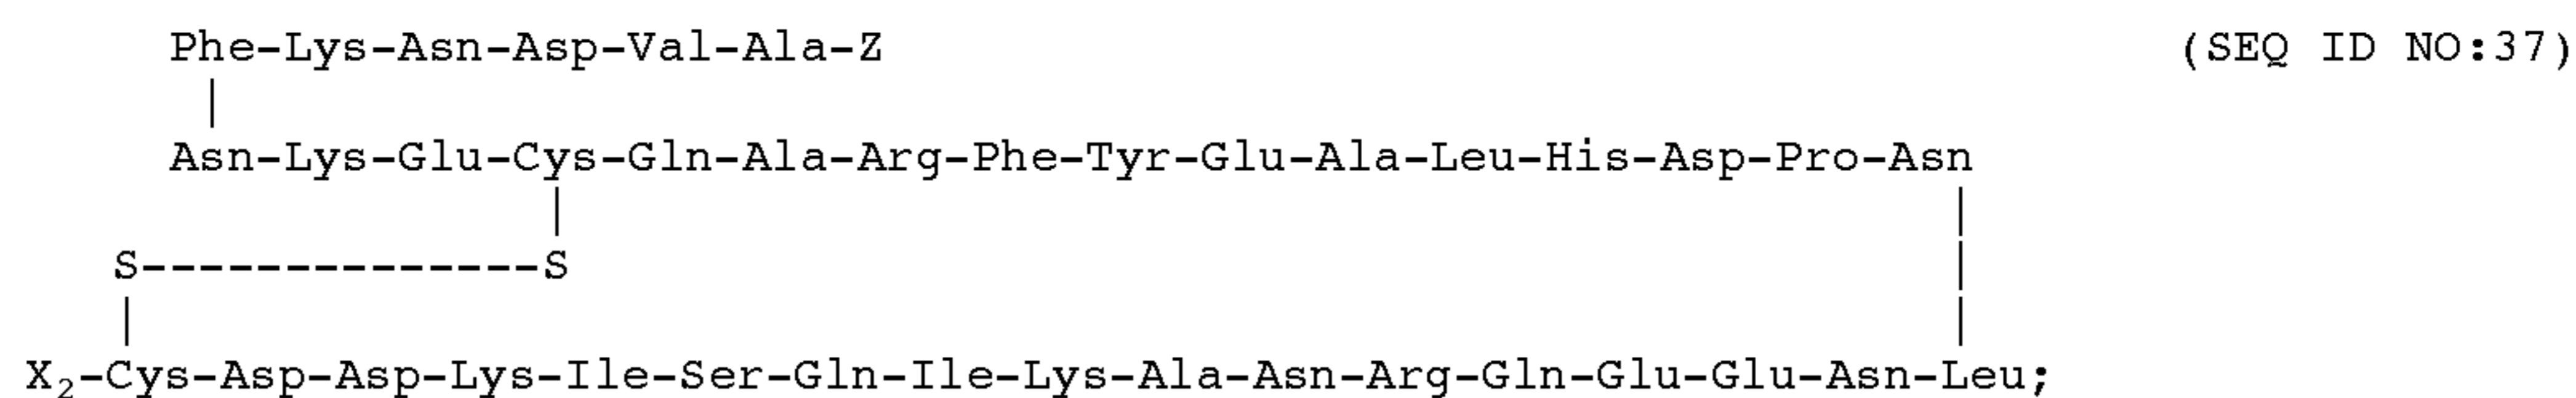 Phe-Lys-Asn-Asp-Val-Ala-Z (SEQ ID NO:37)
|
Asn-Lys-Glu-Cys-Gln-Ala-Arg-Phe-Tyr-Glu-Ala-Leu-His-Asp-Pro-Asn
| |
S--------------S |
| |
X₂-Cys-Asp-Asp-Lys-Ile-Ser-Gln-Ile-Lys-Ala-Asn-Arg-Gln-Glu-Glu-Asn-Leu;